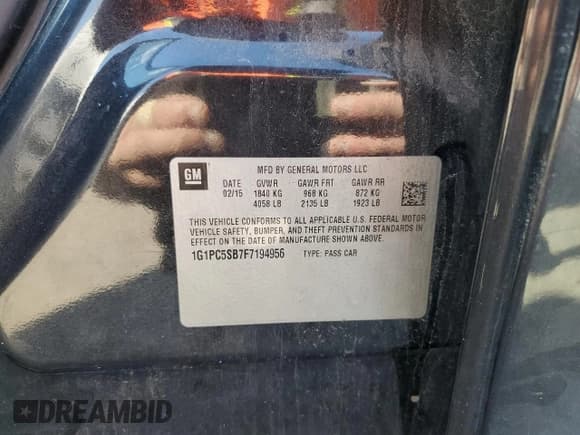 GM
MFD BY GENERAL MOTORS LLC
DATE GVWR GAWR FRT GAWR RR
02/15 1840 KG 968 KG 872 KG
4058 LB 2135 LB 1923 LB
THIS VEHICLE CONFORMS TO ALL APPLICABLE U.S. FEDERAL MOTOR
VEHICLE SAFETY, BUMPER, AND THEFT PREVENTION STANDARDS IN
EFFECT ON THE DATE OF MANUFACTURE SHOWN ABOVE.
1G1PC5SB7F7194956 TYPE: PASS CAR
DREAMBID